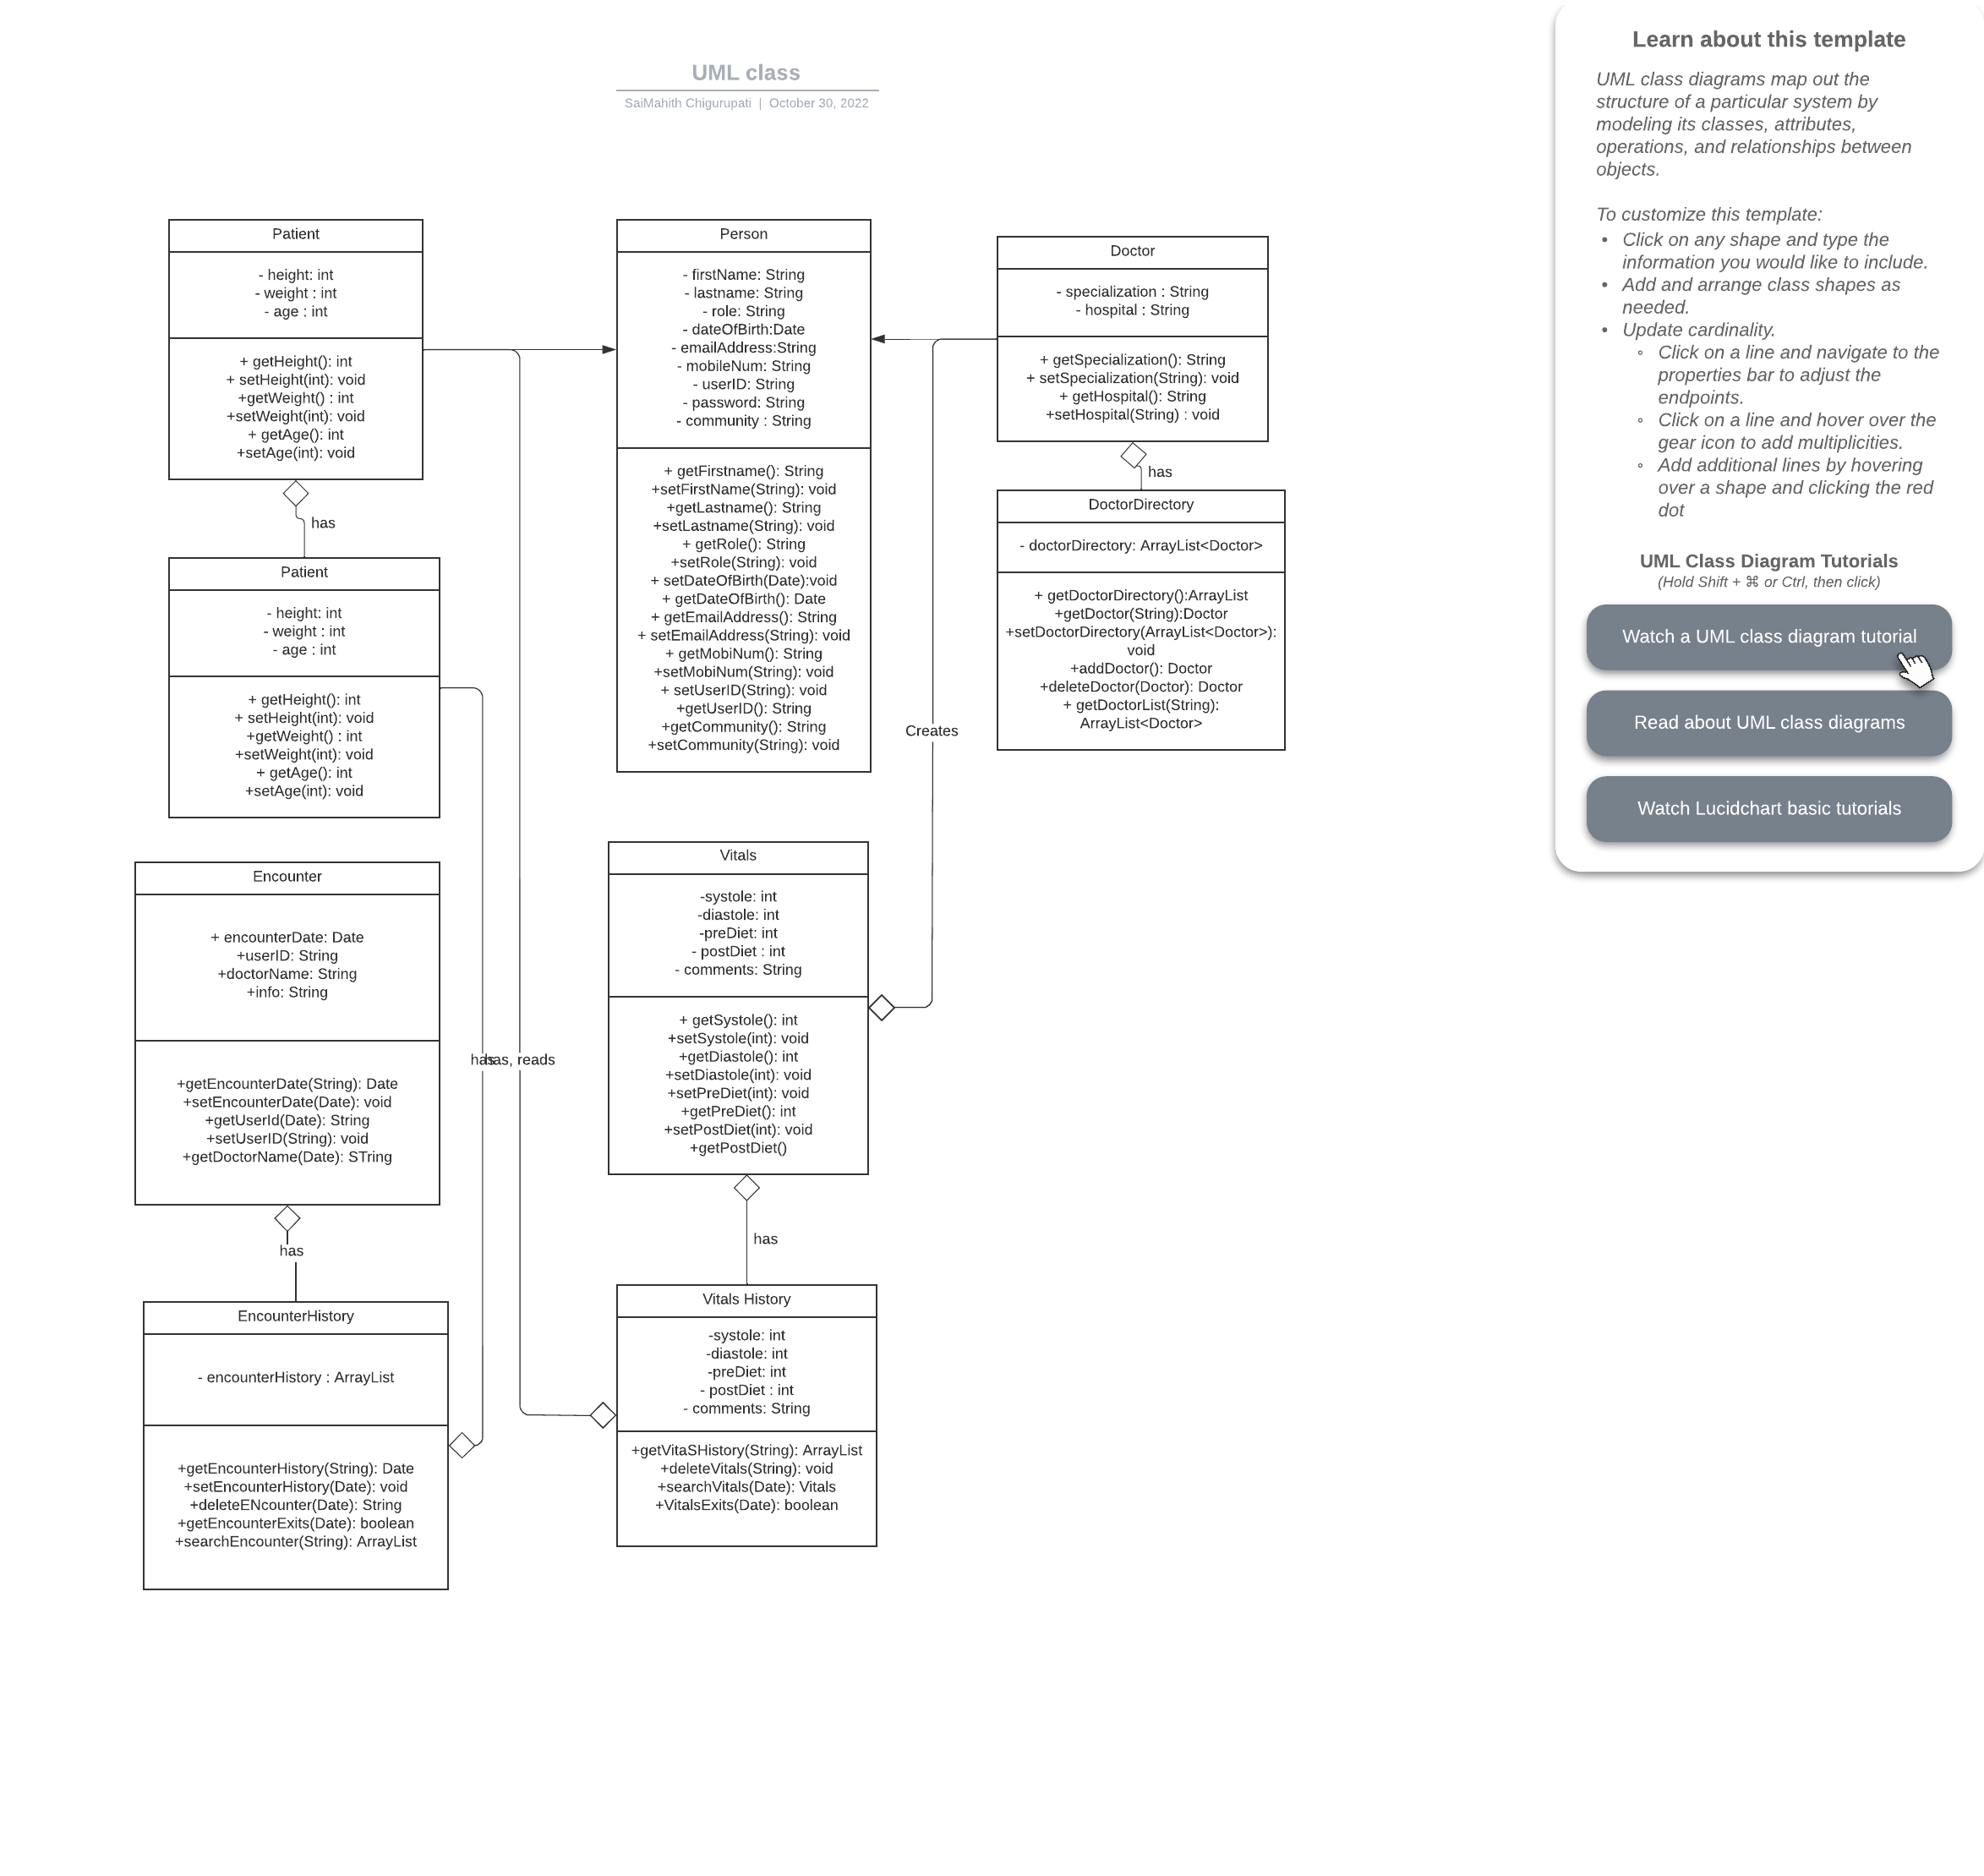 UML class
SaiMahith Chigurupati | October 30, 2022
Patient
- height: int
- weight : int
- age : int
+ getHeight(): int
+ setHeight(int): void
+getWeight() : int
+setWeight(int): void
+ getAge(): int
+setAge(int): void
has
Patient
- height: int
- weight : int
- age : int
+ getHeight(): int
+ setHeight(int): void
+getWeight() : int
+setWeight(int): void
+ getAge(): int
+setAge(int): void
Encounter
+ encounterDate: Date
+userID: String
+doctorName: String
+info: String
+getEncounterDate(String): Date
+setEncounterDate(Date): void
+getUserId(Date): String
+setUserID(String): void
+getDoctorName(Date): STring
has
EncounterHistory
- encounterHistory : ArrayList
+getEncounterHistory(String): Date
+setEncounterHistory(Date): void
+deleteENcounter(Date): String
+getEncounterExits(Date): boolean
+searchEncounter(String): ArrayList
has
has, reads
Person
- firstName: String
- lastname: String
- role: String
- dateOfBirth:Date
- emailAddress:String
- mobileNum: String
- userID: String
- password: String
- community : String
+ getFirstname(): String
+setFirstName(String): void
+getLastname(): String
+setLastname(String): void
+ getRole(): String
+setRole(String): void
+ setDateOfBirth(Date):void
+ getDateOfBirth(): Date
+ getEmailAddress(): String
+ setEmailAddress(String): void
+ getMobiNum(): String
+setMobiNum(String): void
+ setUserID(String): void
+getUserID(): String
+getCommunity(): String
+setCommunity(String): void
Vitals
-systole: int
-diastole: int
-preDiet: int
- postDiet : int
- comments: String
+ getSystole(): int
+setSystole(int): void
+getDiastole(): int
+setDiastole(int): void
+setPreDiet(int): void
+getPreDiet(): int
+setPostDiet(int): void
+getPostDiet()
has
Vitals History
-systole: int
-diastole: int
-preDiet: int
- postDiet : int
- comments: String
+getVitaSHistory(String): ArrayList
+deleteVitals(String): void
+searchVitals(Date): Vitals
+VitalsExits(Date): boolean
Creates
Doctor
- specialization : String
- hospital : String
+ getSpecialization(): String
+ setSpecialization(String): void
+ getHospital(): String
+setHospital(String) : void
has
DoctorDirectory
- doctorDirectory: ArrayList<Doctor>
+ getDoctorDirectory():ArrayList
+getDoctor(String):Doctor
+setDoctorDirectory(ArrayList<Doctor>):
void
+addDoctor(): Doctor
+deleteDoctor(Doctor): Doctor
+ getDoctorList(String):
ArrayList<Doctor>
Learn about this template
UML class diagrams map out the
structure of a particular system by
modeling its classes, attributes,
operations, and relationships between
objects.
To customize this template:
• Click on any shape and type the
information you would like to include.
• Add and arrange class shapes as
needed.
• Update cardinality.
◦ Click on a line and navigate to the
properties bar to adjust the
endpoints.
◦ Click on a line and hover over the
gear icon to add multiplicities.
◦ Add additional lines by hovering
over a shape and clicking the red
dot
UML Class Diagram Tutorials
(Hold Shift + ⌘ or Ctrl, then click)
Watch a UML class diagram tutorial
Read about UML class diagrams
Watch Lucidchart basic tutorials